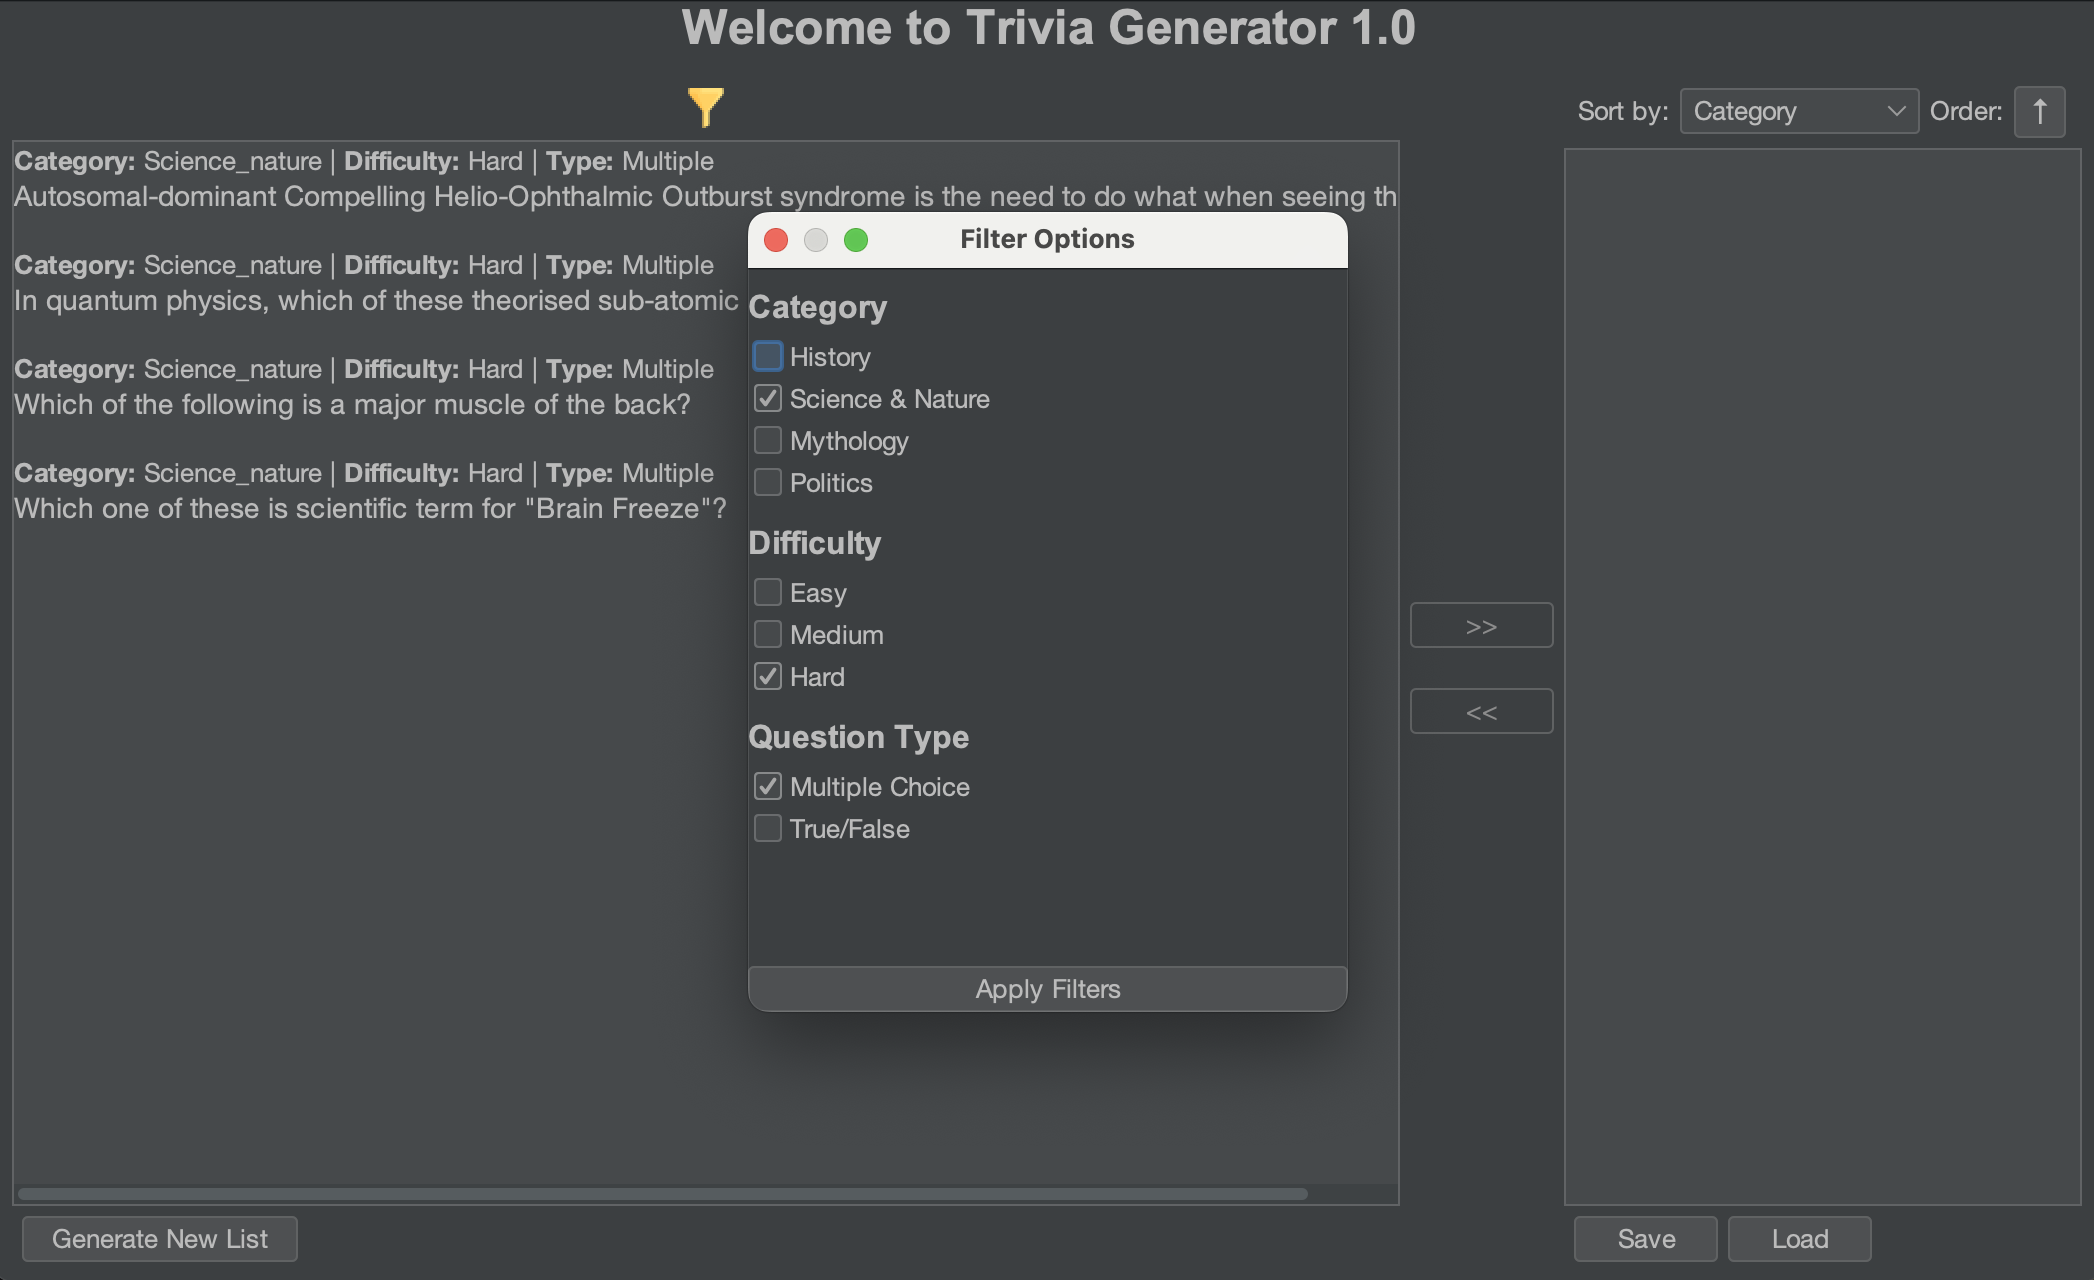 Welcome to Trivia Generator 1.0
Sort by: Category Order: ↑
Category: Science_nature | Difficulty: Hard | Type: Multiple
Autosomal-dominant Compelling Helio-Ophthalmic Outburst syndrome is the need to do what when seeing th
Category: Science_nature | Difficulty: Hard | Type: Multiple
In quantum physics, which of these theorised sub-atomic
Category: Science_nature | Difficulty: Hard | Type: Multiple
Which of the following is a major muscle of the back?
Category: Science_nature | Difficulty: Hard | Type: Multiple
Which one of these is scientific term for "Brain Freeze"?
Filter Options
Category
History
Science & Nature
Mythology
Politics
Difficulty
Easy
Medium
Hard
Question Type
Multiple Choice
True/False
Apply Filters
>>
<<
Generate New List
Save Load